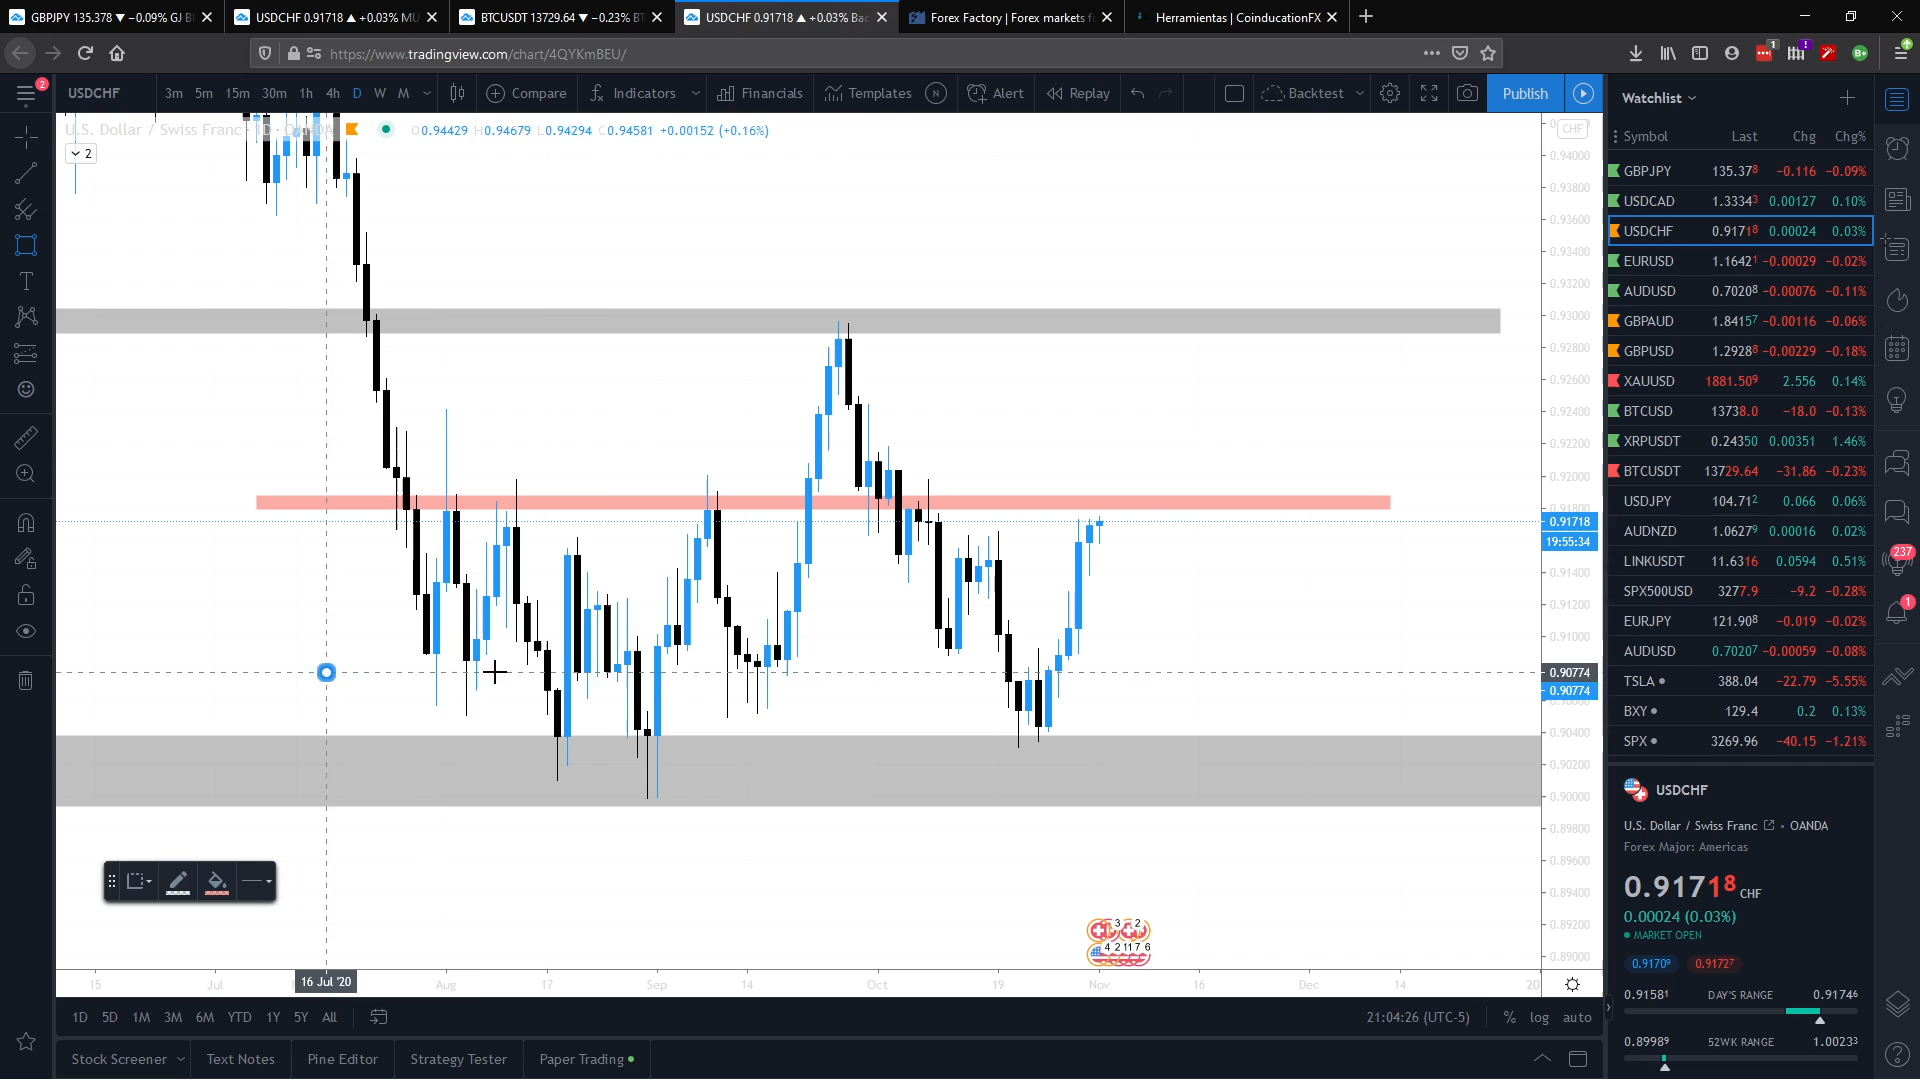 GBPJPY 135.378 ▼ −0.09% GJ B
USDCHF 0.91718 ▲ +0.03% MU
BTCUSDT 13729.64 ▼ −0.23% B
USDCHF 0.91718 ▲ +0.03% Bac
Forex Factory | Forex markets f
Herramientas | CoinducationFX
https://www.tradingview.com/chart/4QYKmBEU/
1
B+
2
USDCHF
3m 5m 15m 30m 1h 4h D W M
Compare
Indicators
Financials
Templates
N
Alert
Replay
Backtest
Publish
U.S. Dollar / Swiss Franc · 1D · OANDA
O0.94429 H0.94679 L0.94294 C0.94581 +0.00152 (+0.16%)
2
CHF
0.94000
0.93800
0.93600
0.93400
0.93200
0.93000
0.92800
0.92600
0.92400
0.92200
0.92000
0.91800
0.91718
19:55:34
0.91400
0.91200
0.91000
0.90774
0.90774
0.90400
0.90200
0.90000
0.89800
0.89600
0.89400
0.89200
0.89000
3 2
4 2 11 7 6
15 Jul 16 Jul '20 Aug 17 Sep 14 Oct 19 Nov 16 Dec 14 20
1D 5D 1M 3M 6M YTD 1Y 5Y All
21:04:26 (UTC-5) % log auto
Stock Screener Text Notes Pine Editor Strategy Tester Paper Trading
Watchlist
Symbol Last Chg Chg%
GBPJPY 135.378 −0.116 −0.09%
USDCAD 1.33343 0.00127 0.10%
USDCHF 0.91718 0.00024 0.03%
EURUSD 1.16421 −0.00029 −0.02%
AUDUSD 0.70208 −0.00076 −0.11%
GBPAUD 1.84157 −0.00116 −0.06%
GBPUSD 1.29288 −0.00229 −0.18%
XAUUSD 1881.509 2.556 0.14%
BTCUSD 13738.0 −18.0 −0.13%
XRPUSDT 0.24350 0.00351 1.46%
BTCUSDT 13729.64 −31.86 −0.23%
USDJPY 104.712 0.066 0.06%
AUDNZD 1.06279 0.00016 0.02%
LINKUSDT 11.6316 0.0594 0.51%
SPX500USD 3277.9 −9.2 −0.28%
EURJPY 121.908 −0.019 −0.02%
AUDUSD 0.70207 −0.00059 −0.08%
TSLA 388.04 −22.79 −5.55%
BXY 129.4 0.2 0.13%
SPX 3269.96 −40.15 −1.21%
237
1
USDCHF
U.S. Dollar / Swiss Franc • OANDA
Forex Major: Americas
0.91718 CHF
0.00024 (0.03%)
MARKET OPEN
0.91709 0.91727
0.91581 DAY'S RANGE 0.91746
0.89989 52WK RANGE 1.00233